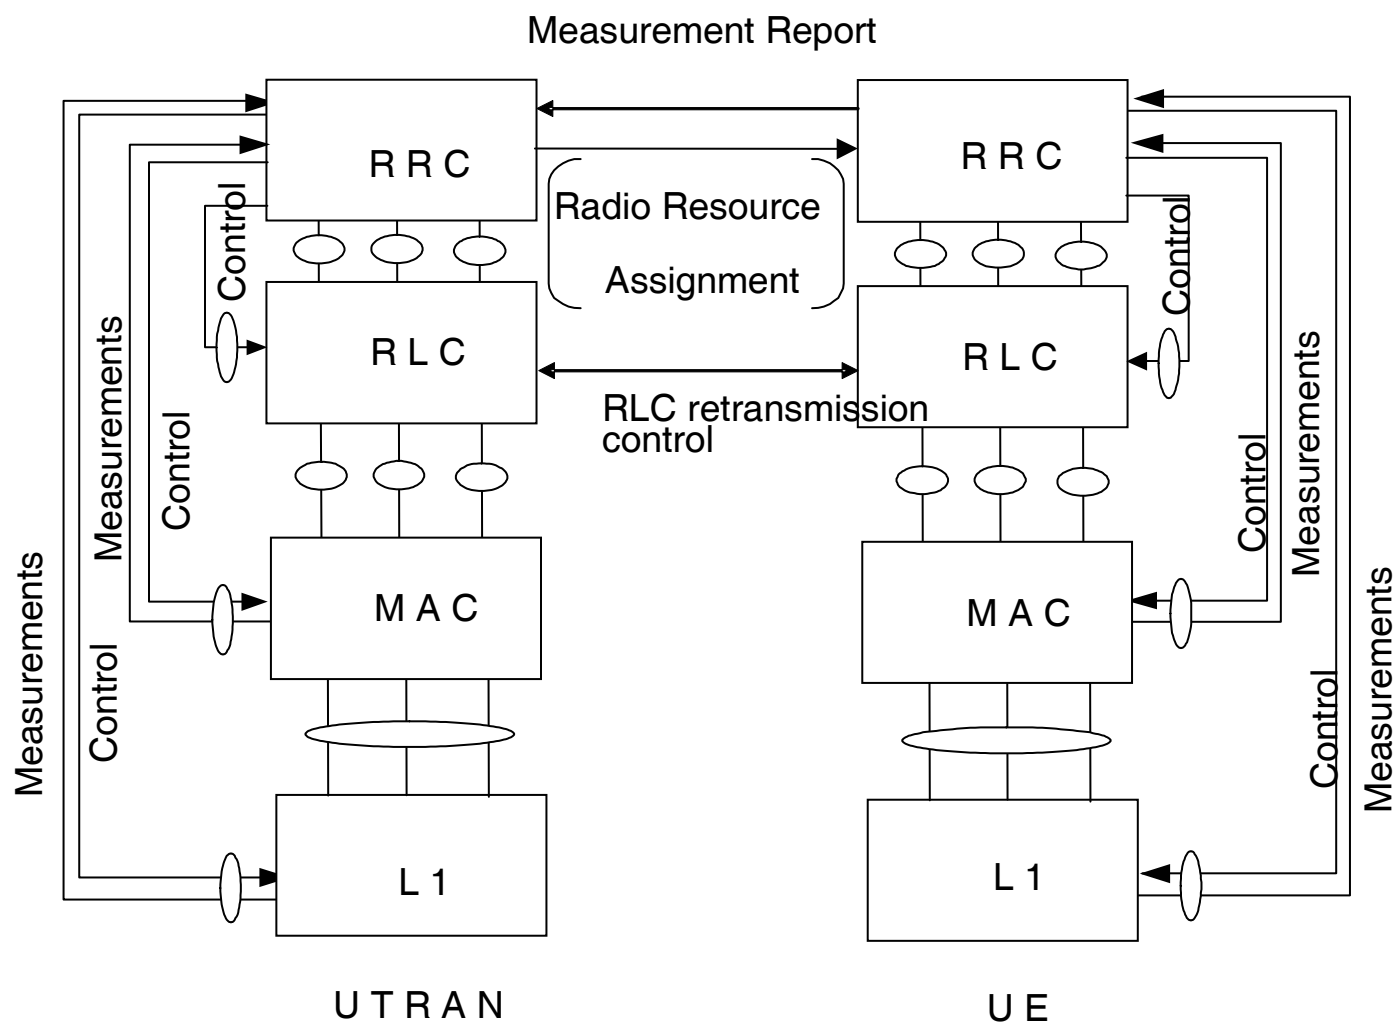 Measurement Report
R R C
R R C
Control
Radio Resource
Assignment
Control
R L C
R L C
Measurements
Control
RLC retransmission
control
Control
Measurements
Measurements
Control
M A C
M A C
Control
Measurements
L 1
L 1
U T R A N
U E